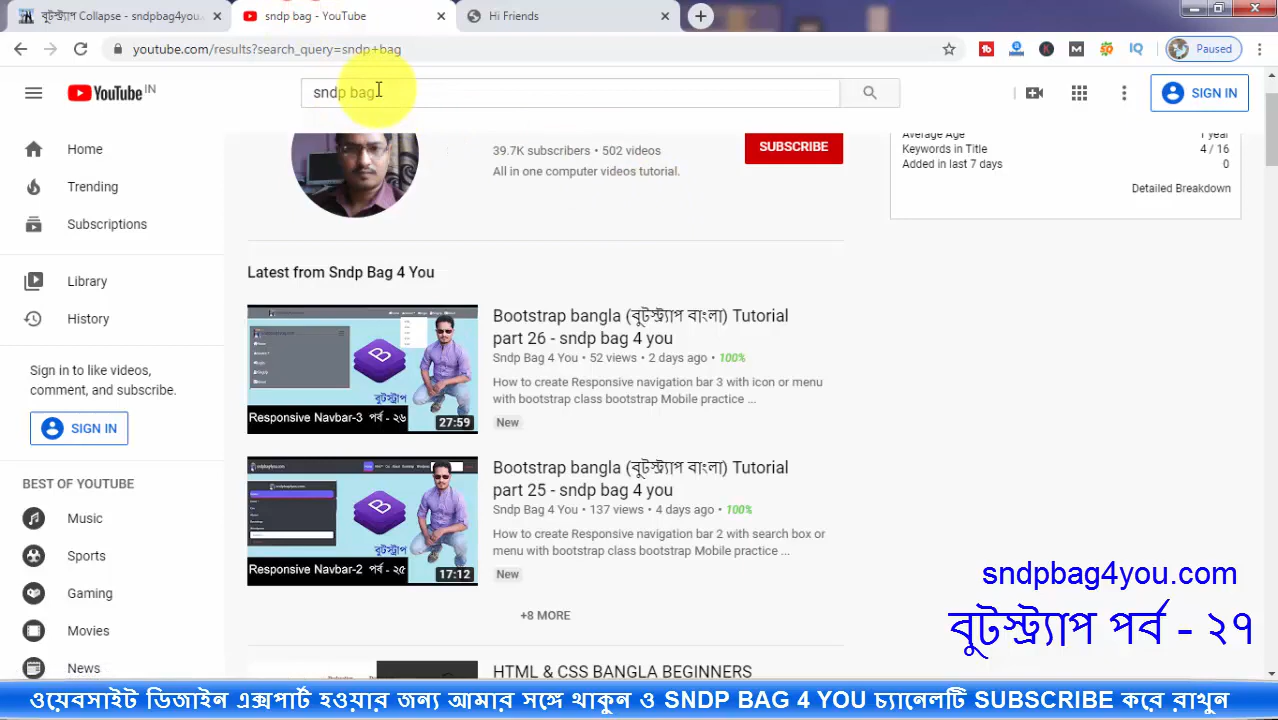 বুটস্ট্র্যাপ Collapse - sndpbag4you. ×
sndp bag - YouTube ×
Hi Friends ×
youtube.com/results?search_query=sndp+bag
Paused
YouTube IN
sndp bag
SIGN IN
Home
Trending
Subscriptions
Library
History
Sign in to like videos,
comment, and subscribe.
SIGN IN
BEST OF YOUTUBE
Music
Sports
Gaming
Movies
News
39.7K subscribers • 502 videos
All in one computer videos tutorial.
SUBSCRIBE
Average Age 1 year
Keywords in Title 4 / 16
Added in last 7 days 0
Detailed Breakdown
Latest from Sndp Bag 4 You
বুটস্ট্র্যাপ
Responsive Navbar-3 পর্ব - ২৬
27:59
Bootstrap bangla (বুটস্ট্র্যাপ বাংলা) Tutorial
part 26 - sndp bag 4 you
Sndp Bag 4 You • 52 views • 2 days ago • 100%
How to create Responsive navigation bar 3 with icon or menu
with bootstrap class bootstrap Mobile practice ...
New
বুটস্ট্র্যাপ
Responsive Navbar-2 পর্ব - ২৫
17:12
Bootstrap bangla (বুটস্ট্র্যাপ বাংলা) Tutorial
part 25 - sndp bag 4 you
Sndp Bag 4 You • 137 views • 4 days ago • 100%
How to create Responsive navigation bar 2 with search box or
menu with bootstrap class bootstrap Mobile practice ...
New
+8 MORE
HTML & CSS BANGLA BEGINNERS
sndpbag4you.com
বুটস্ট্র্যাপ পর্ব - ২৭
ওয়েবসাইট ডিজাইন এক্সপার্ট হওয়ার জন্য আমার সঙ্গে থাকুন ও SNDP BAG 4 YOU চ্যানেলটি SUBSCRIBE করে রাখুন